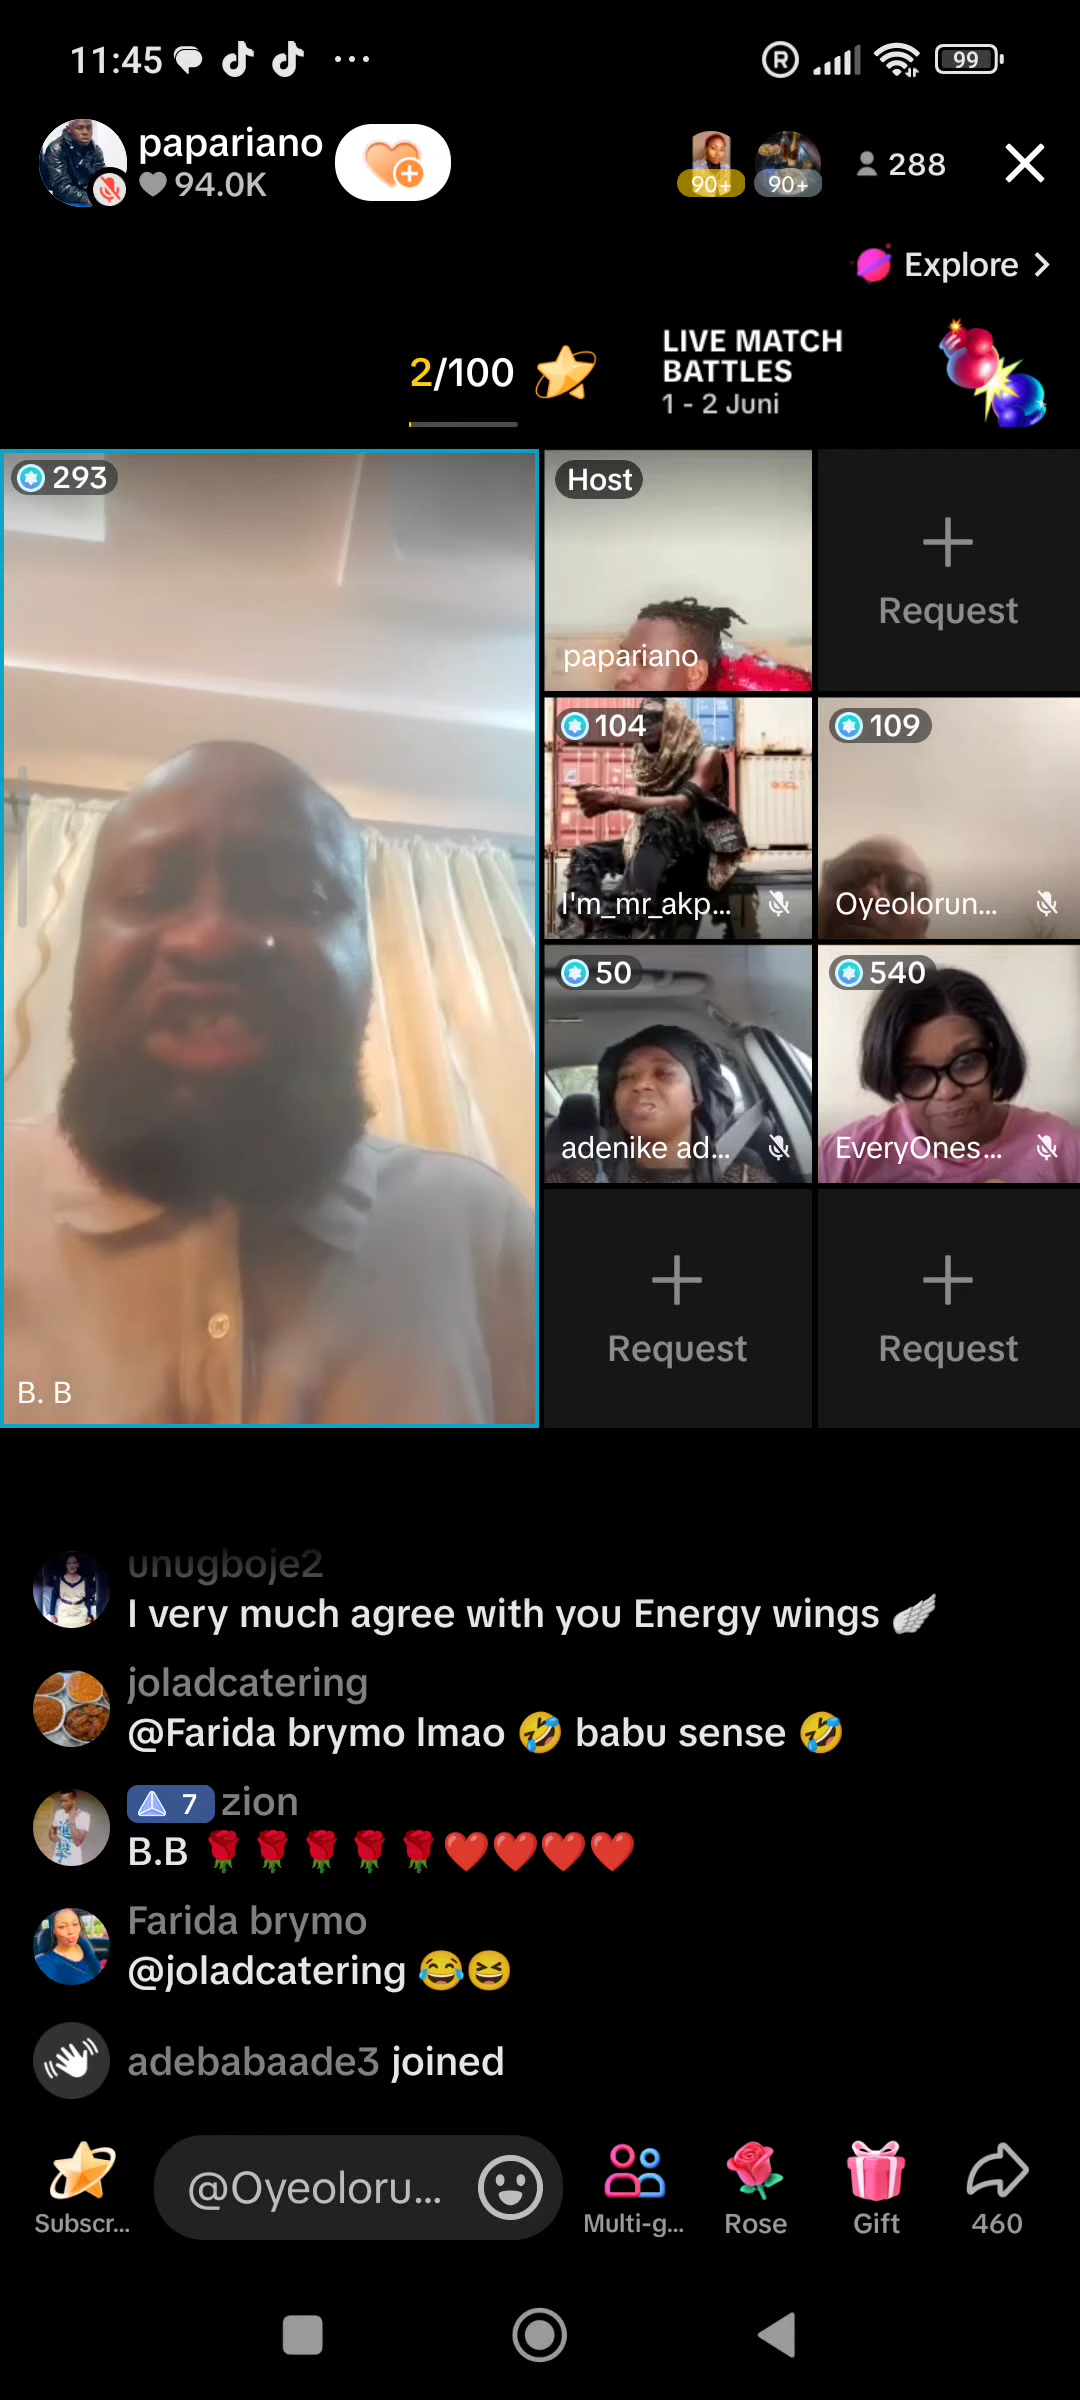 11:45
R
99
papariano
94.0K
90+
90+
288
Explore
2/100
LIVE MATCH
BATTLES
1 - 2 Juni
293
B. B
Host
papariano
Request
104
I'm_mr_akp...
109
Oyeolorun...
50
adenike ad...
540
EveryOnes...
Request
Request
unugboje2
I very much agree with you Energy wings 🪽
joladcatering
@Farida brymo lmao 🤣 babu sense 🤣
7 zion
B.B 🌹🌹🌹🌹🌹❤️❤️❤️❤️
Farida brymo
@joladcatering 😂😆
adebabaade3 joined
@Oyeoloru...
Subscr...
Multi-g...
Rose
Gift
460